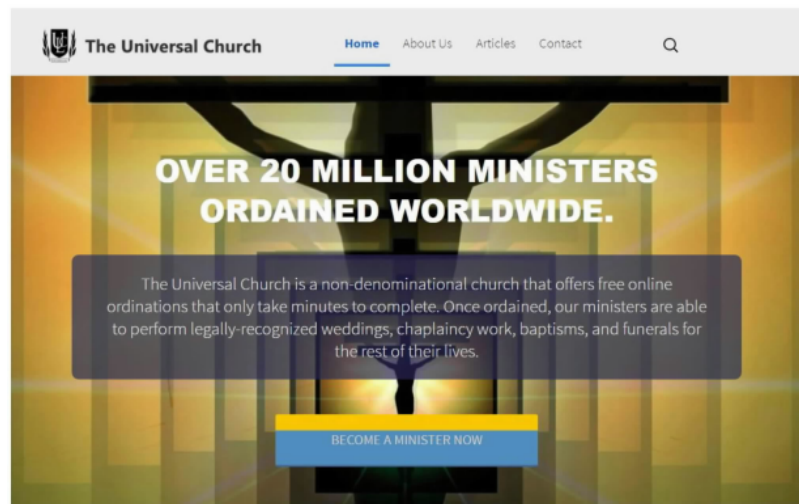 The Universal Church
Home About Us Articles Contact
OVER 20 MILLION MINISTERS
ORDAINED WORLDWIDE.
The Universal Church is a non-denominational church that offers free online
ordinations that only take minutes to complete. Once ordained, our ministers are able
to perform legally-recognized weddings, chaplaincy work, baptisms, and funerals for
the rest of their lives.
BECOME A MINISTER NOW